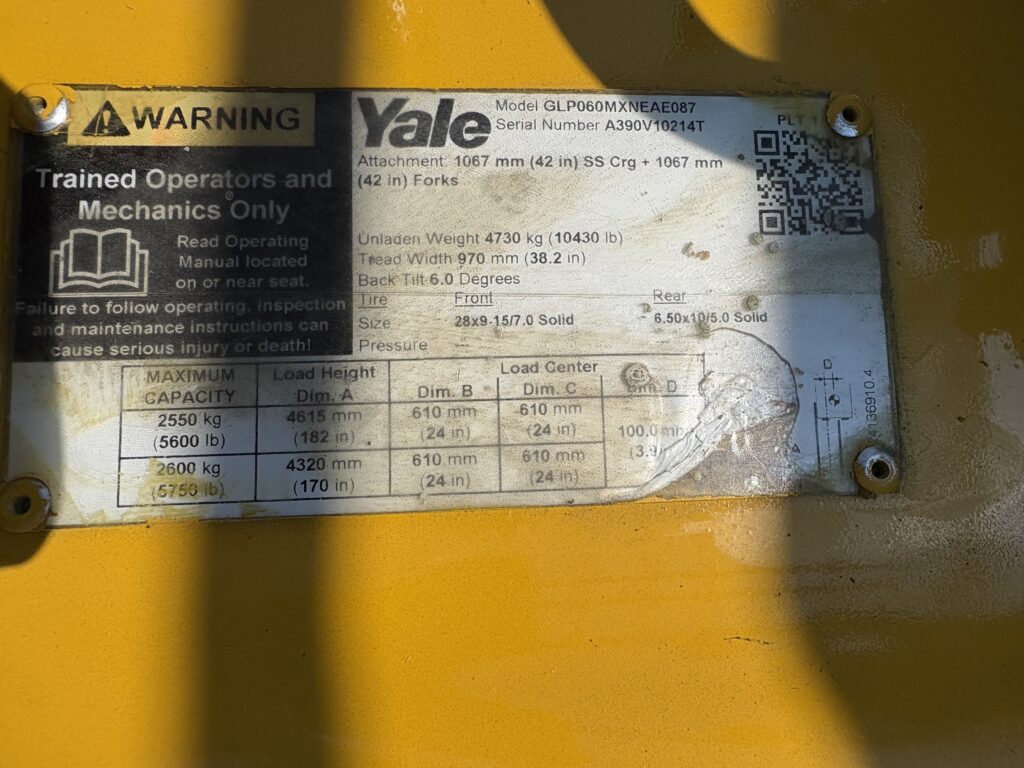 WARNING
Trained Operators and
Mechanics Only
Read Operating
Manual located
on or near seat.
Failure to follow operating, inspection
and maintenance instructions can
cause serious injury or death!
Yale
Model GLP060MXNEAE087
Serial Number A390V10214T
PLT 1
Attachment: 1067 mm (42 in) SS Crg + 1067 mm
(42 in) Forks
Unladen Weight 4730 kg (10430 lb)
Tread Width 970 mm (38.2 in)
Back Tilt 6.0 Degrees
Tire Front Rear
Size 28x9-15/7.0 Solid 6.50x10/5.0 Solid
Pressure ---
MAXIMUM CAPACITY Load Height Dim. A Load Center
Dim. B Dim. C Dim. D
2550 kg 4615 mm 610 mm 610 mm
(5600 lb) (182 in) (24 in) (24 in) 100.0 mm
2600 kg 4320 mm 610 mm 610 mm
(5750 lb) (170 in) (24 in) (24 in)
D
A